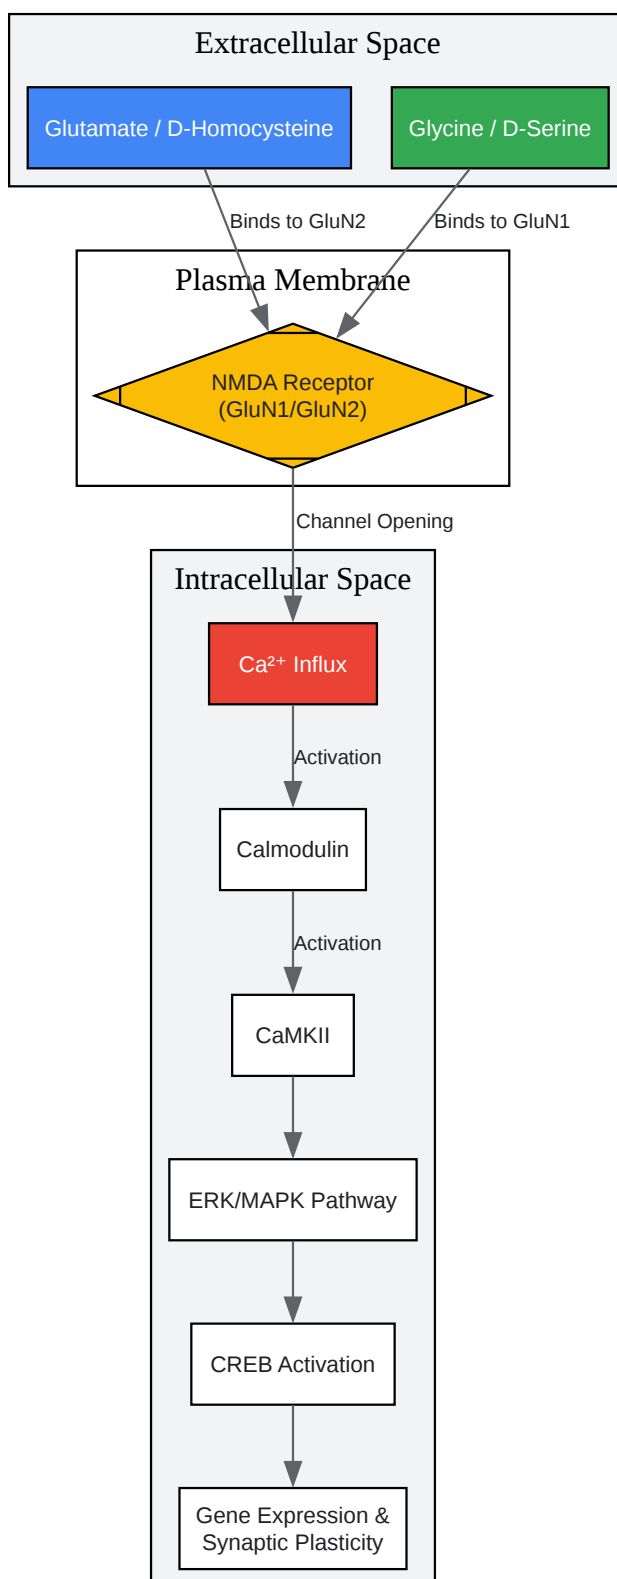 Extracellular Space
Glutamate / D-Homocysteine
Glycine / D-Serine
Binds to GluN2
Binds to GluN1
Plasma Membrane
NMDA Receptor
(GluN1/GluN2)
Channel Opening
Intracellular Space
Ca²⁺ Influx
Activation
Calmodulin
Activation
CaMKII
ERK/MAPK Pathway
CREB Activation
Gene Expression &
Synaptic Plasticity